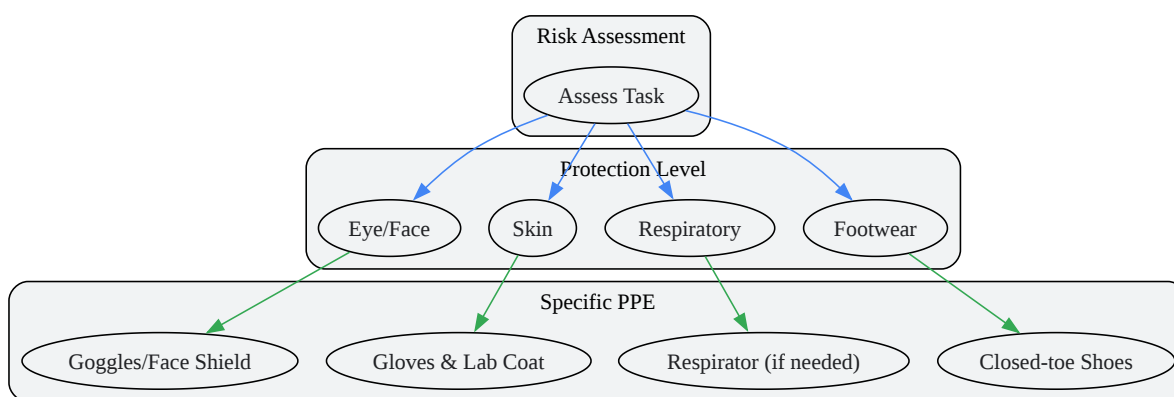 Risk Assessment
Assess Task
Protection Level
Eye/Face
Skin
Respiratory
Footwear
Specific PPE
Goggles/Face Shield
Gloves & Lab Coat
Respirator (if needed)
Closed-toe Shoes